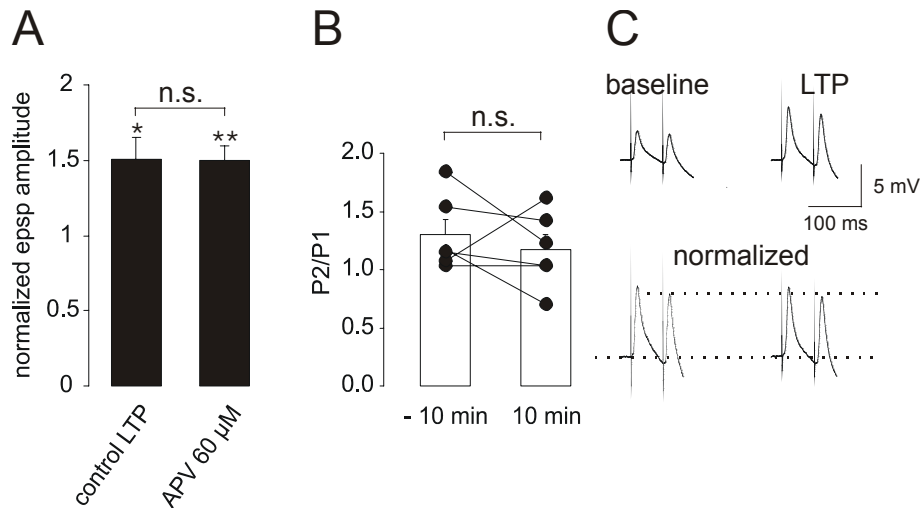 A
normalized epsp amplitude
2
1.5
1
0.5
0
n.s.
*
**
control LTP
APV 60 µM
B
P2/P1
2.0
1.5
1.0
0.5
0.0
n.s.
- 10 min
10 min
C
baseline
LTP
5 mV
100 ms
normalized